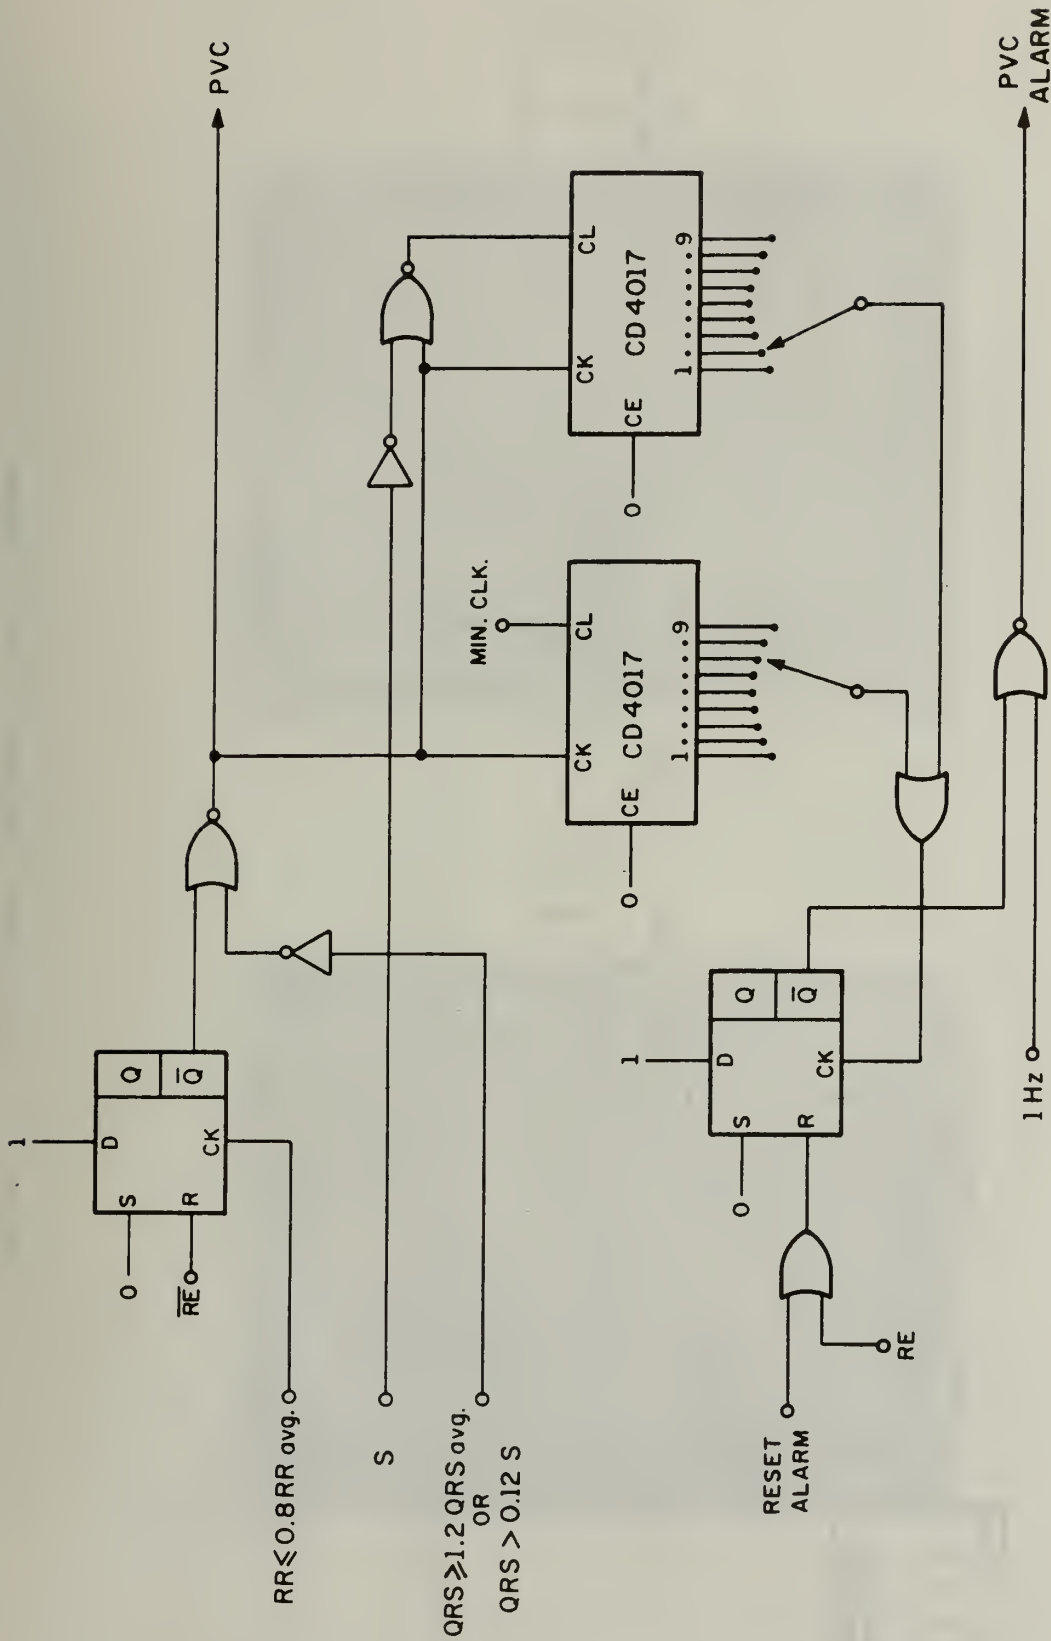 PVC
1
D
Q
Q̅
S
R
CK
0
R̅E̅
RR≤0.8RR avg.
S
QRS≥1.2 QRS avg.
OR
QRS > 0.12 S
MIN. CLK.
CK
CL
CE
CD4017
1.......9
0
CK
CL
CE
CD4017
1.......9
0
1
D
Q
Q̅
S
R
CK
0
RESET
ALARM
RE
1 Hz
PVC
ALARM